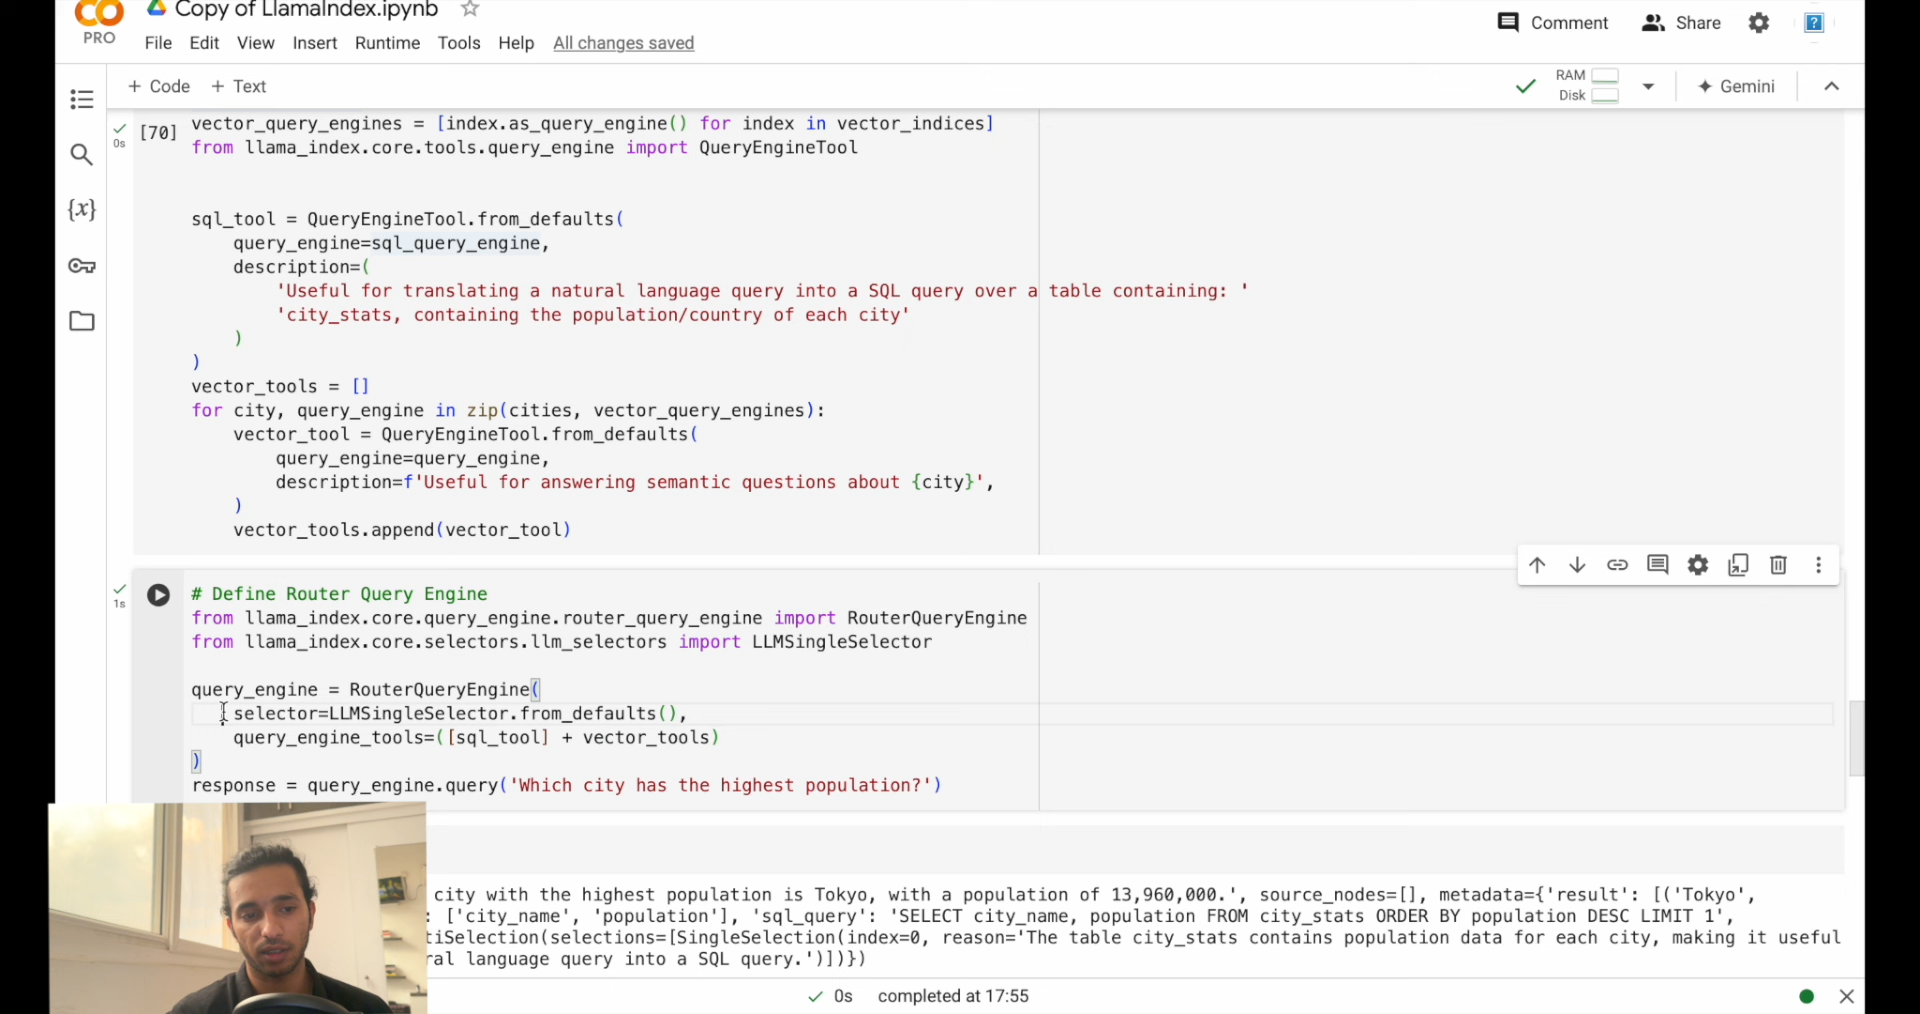 CO
PRO
Copy of LlamaIndex.ipynb
File Edit View Insert Runtime Tools Help All changes saved
Comment Share ?
+ Code + Text
RAM
Disk
Gemini
{x}
[70]
0s
vector_query_engines = [index.as_query_engine() for index in vector_indices]
from llama_index.core.tools.query_engine import QueryEngineTool
sql_tool = QueryEngineTool.from_defaults(
query_engine=sql_query_engine,
description=(
'Useful for translating a natural language query into a SQL query over a table containing: '
'city_stats, containing the population/country of each city'
)
)
vector_tools = []
for city, query_engine in zip(cities, vector_query_engines):
vector_tool = QueryEngineTool.from_defaults(
query_engine=query_engine,
description=f'Useful for answering semantic questions about {city}',
)
vector_tools.append(vector_tool)
1s
# Define Router Query Engine
from llama_index.core.query_engine.router_query_engine import RouterQueryEngine
from llama_index.core.selectors.llm_selectors import LLMSingleSelector
query_engine = RouterQueryEngine(
selector=LLMSingleSelector.from_defaults(),
query_engine_tools=([sql_tool] + vector_tools)
)
response = query_engine.query('Which city has the highest population?')
city with the highest population is Tokyo, with a population of 13,960,000.', source_nodes=[], metadata={'result': [('Tokyo',
: ['city_name', 'population'], 'sql_query': 'SELECT city_name, population FROM city_stats ORDER BY population DESC LIMIT 1',
tiSelection(selections=[SingleSelection(index=0, reason='The table city_stats contains population data for each city, making it useful
ral language query into a SQL query.')])})
0s completed at 17:55